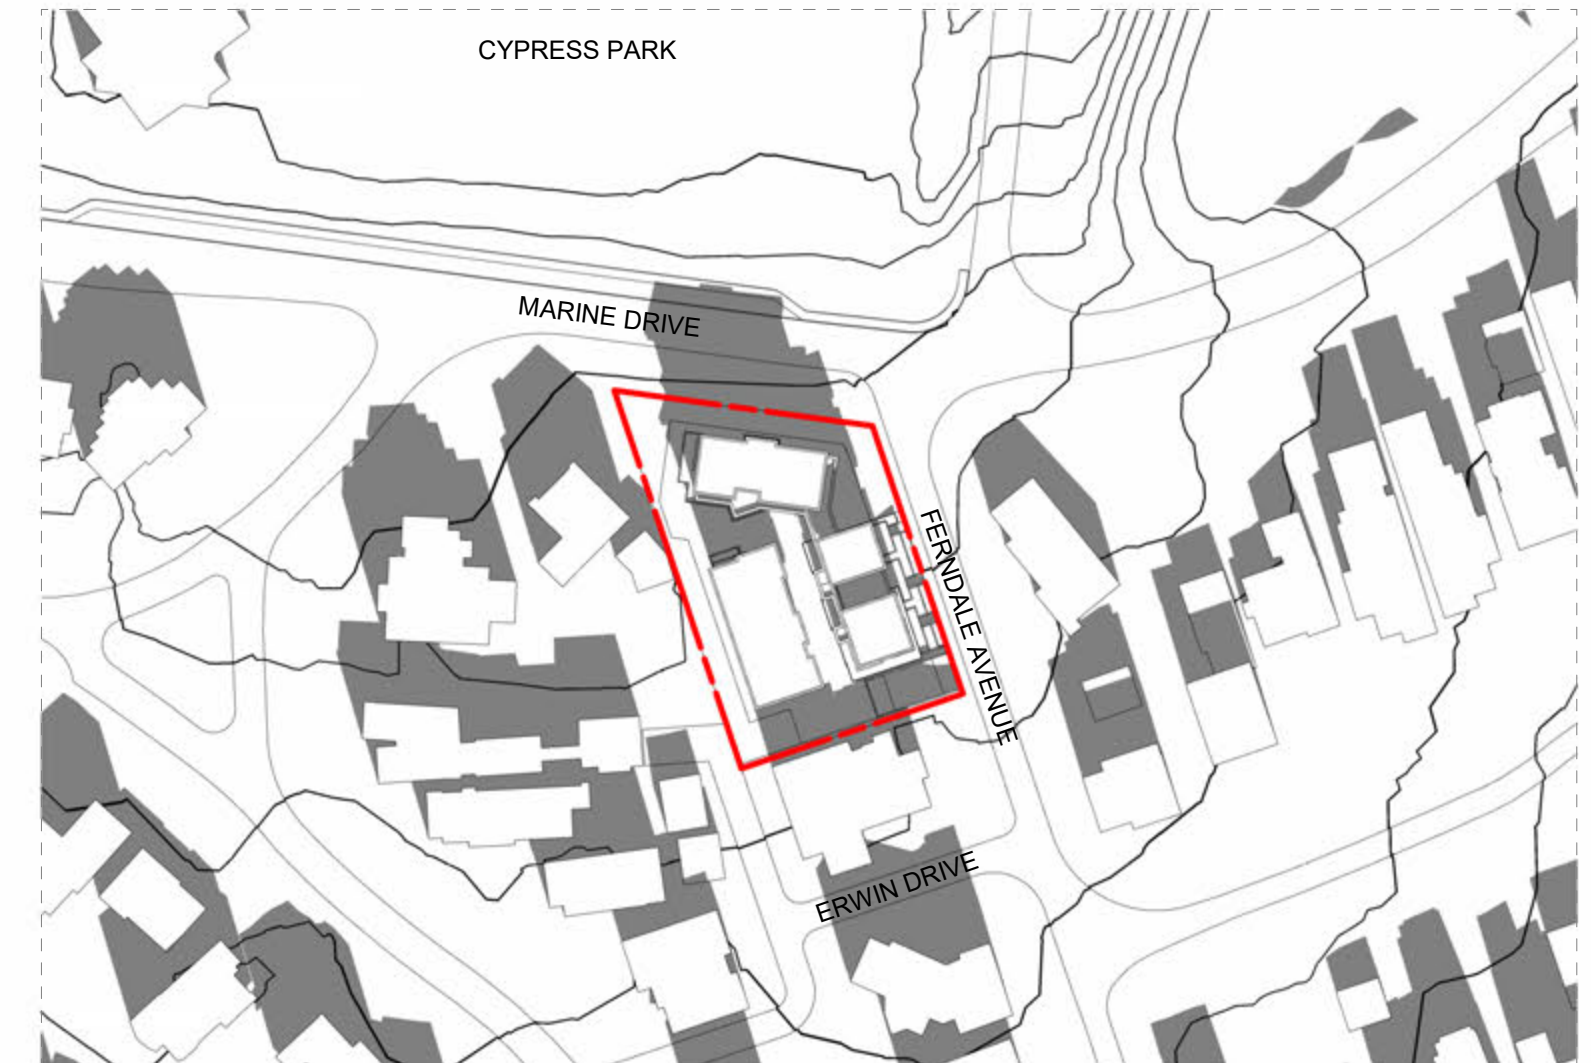 CYPRESS PARK
MARINE DRIVE
FERNDALE AVENUE
ERWIN DRIVE